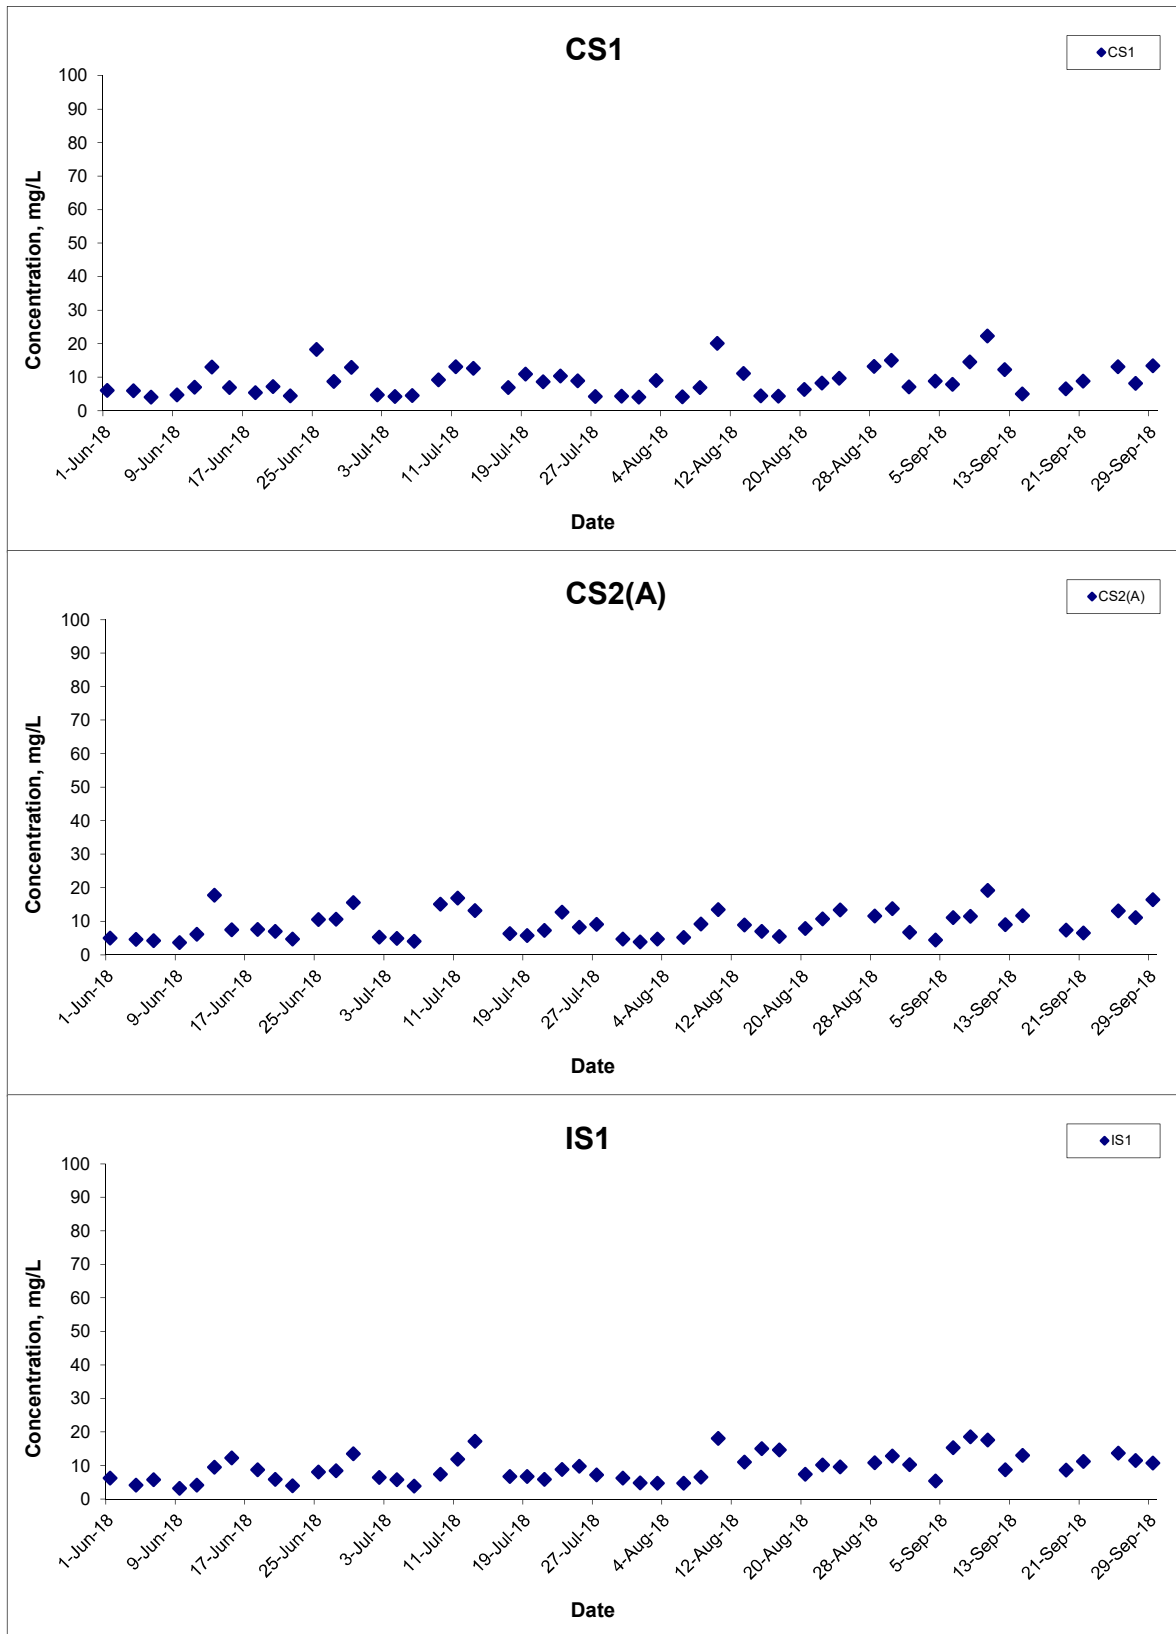 CS1
CS1
100
90
80
70
60
50
40
30
20
10
0
Concentration, mg/L
1-Jun-18
9-Jun-18
17-Jun-18
25-Jun-18
3-Jul-18
11-Jul-18
19-Jul-18
27-Jul-18
4-Aug-18
12-Aug-18
20-Aug-18
28-Aug-18
5-Sep-18
13-Sep-18
21-Sep-18
29-Sep-18
Date
CS2(A)
CS2(A)
100
90
80
70
60
50
40
30
20
10
0
Concentration, mg/L
1-Jun-18
9-Jun-18
17-Jun-18
25-Jun-18
3-Jul-18
11-Jul-18
19-Jul-18
27-Jul-18
4-Aug-18
12-Aug-18
20-Aug-18
28-Aug-18
5-Sep-18
13-Sep-18
21-Sep-18
29-Sep-18
Date
IS1
IS1
100
90
80
70
60
50
40
30
20
10
0
Concentration, mg/L
1-Jun-18
9-Jun-18
17-Jun-18
25-Jun-18
3-Jul-18
11-Jul-18
19-Jul-18
27-Jul-18
4-Aug-18
12-Aug-18
20-Aug-18
28-Aug-18
5-Sep-18
13-Sep-18
21-Sep-18
29-Sep-18
Date